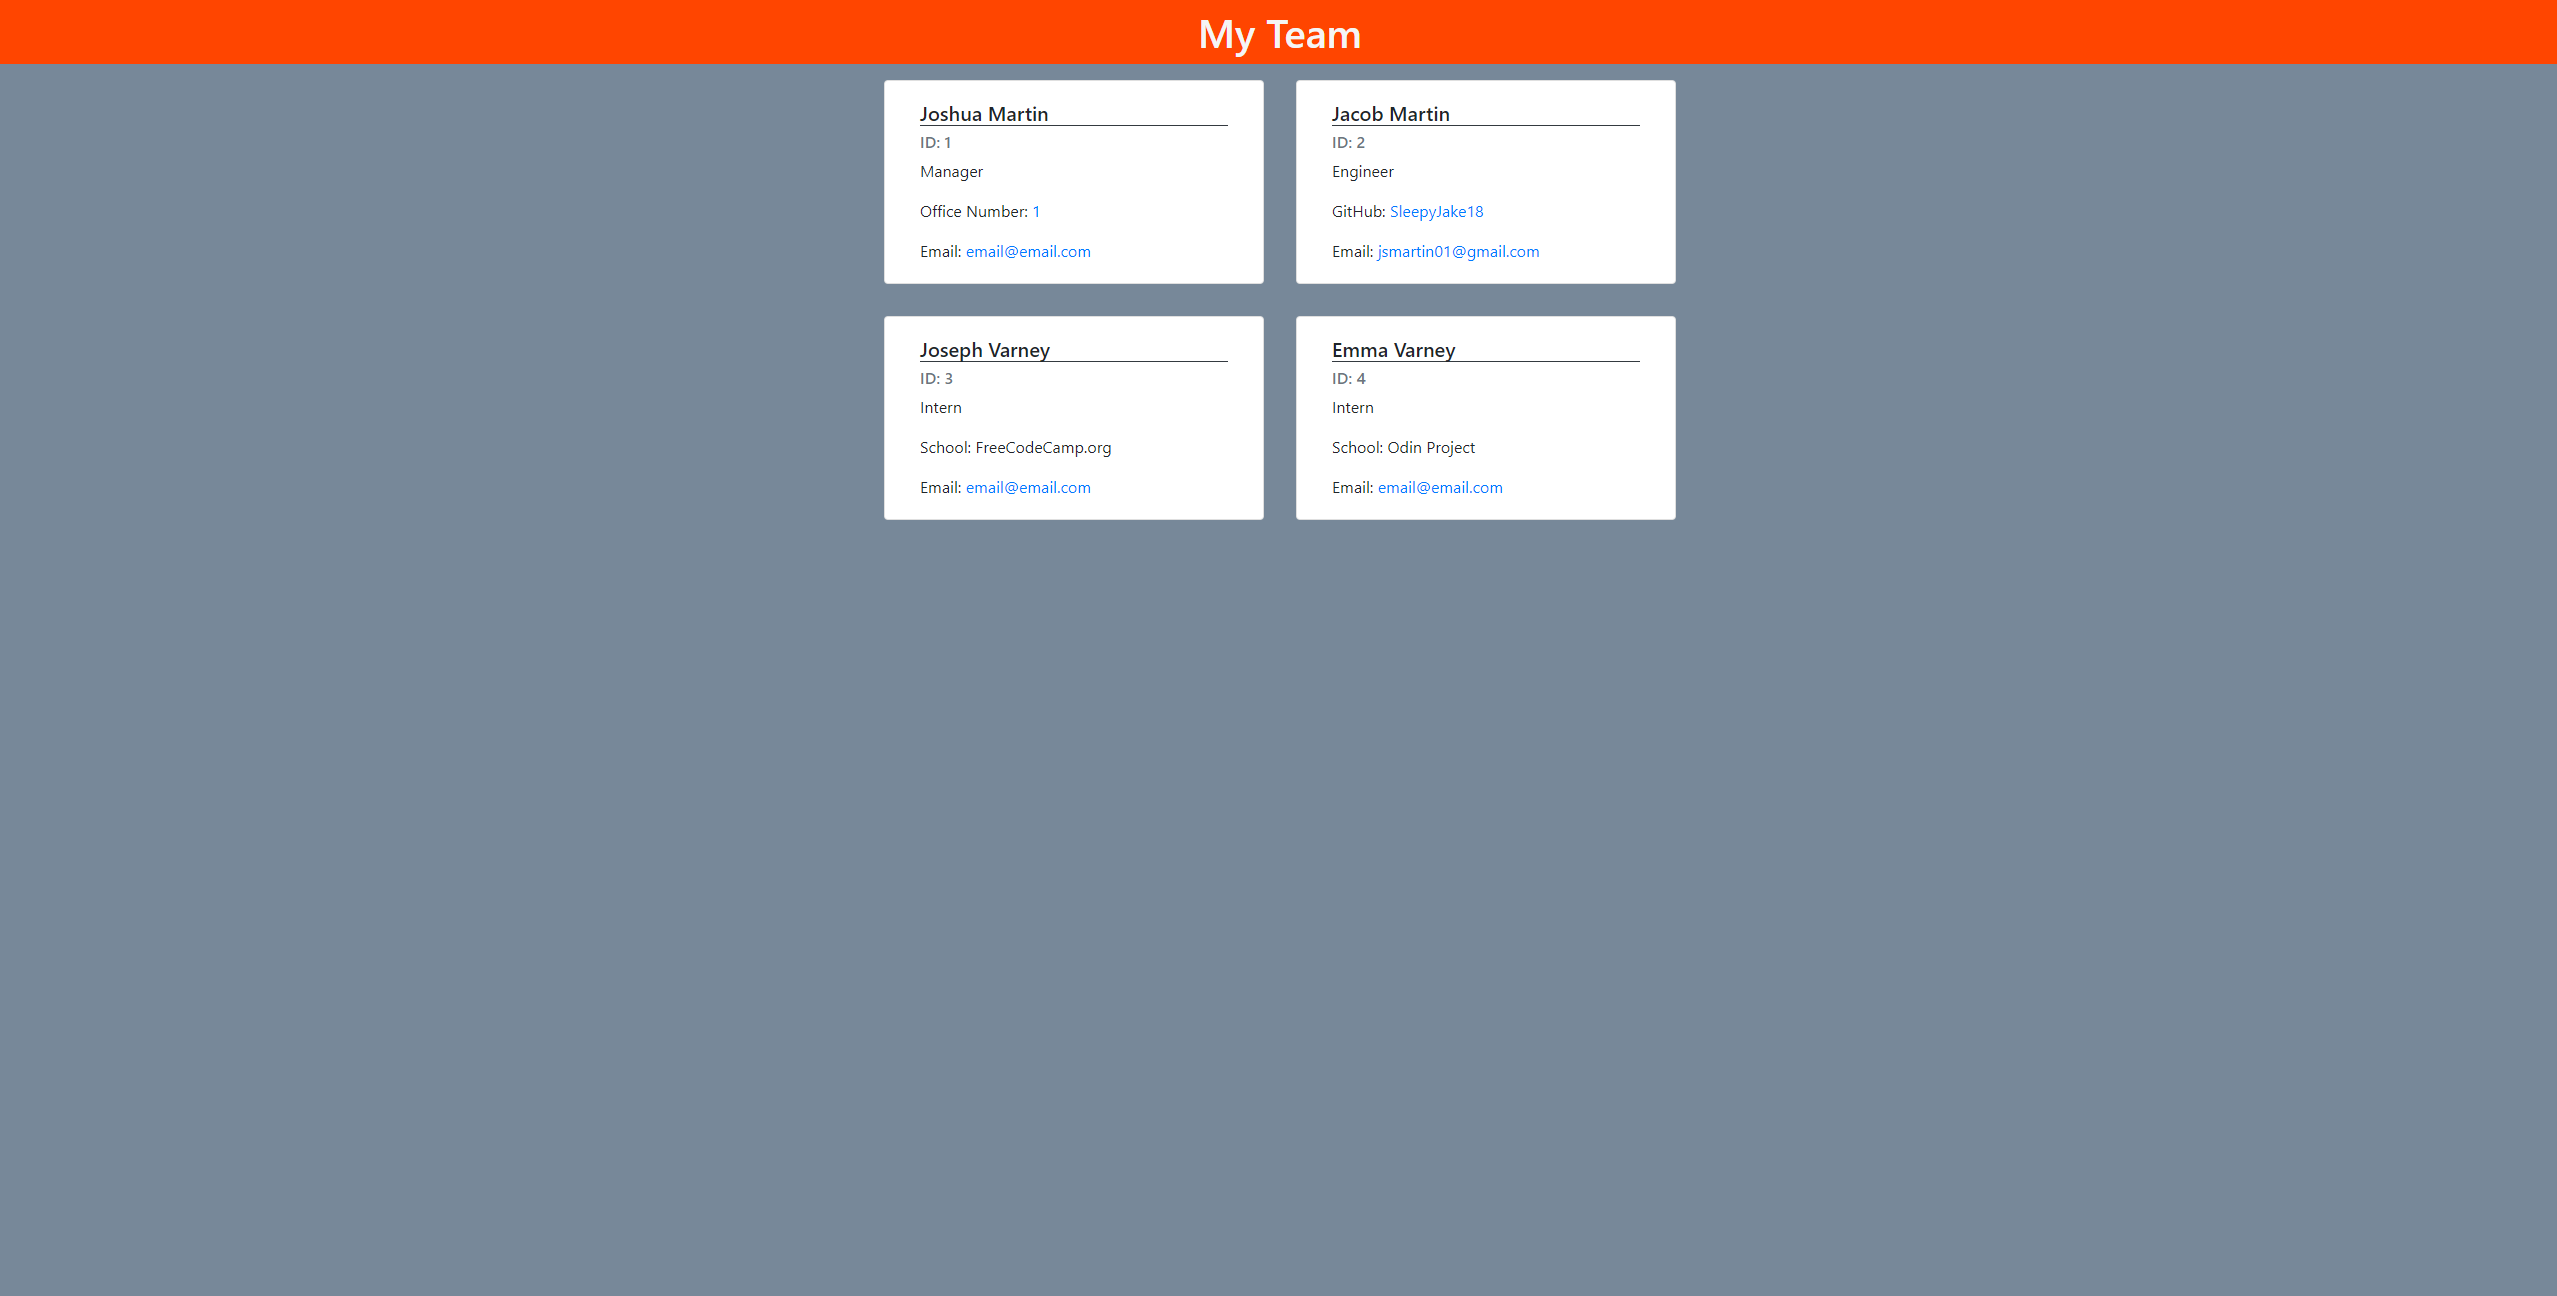 My Team
Joshua Martin
ID: 1
Manager
Office Number: 1
Email: email@email.com
Jacob Martin
ID: 2
Engineer
GitHub: SleepyJake18
Email: jsmartin01@gmail.com
Joseph Varney
ID: 3
Intern
School: FreeCodeCamp.org
Email: email@email.com
Emma Varney
ID: 4
Intern
School: Odin Project
Email: email@email.com